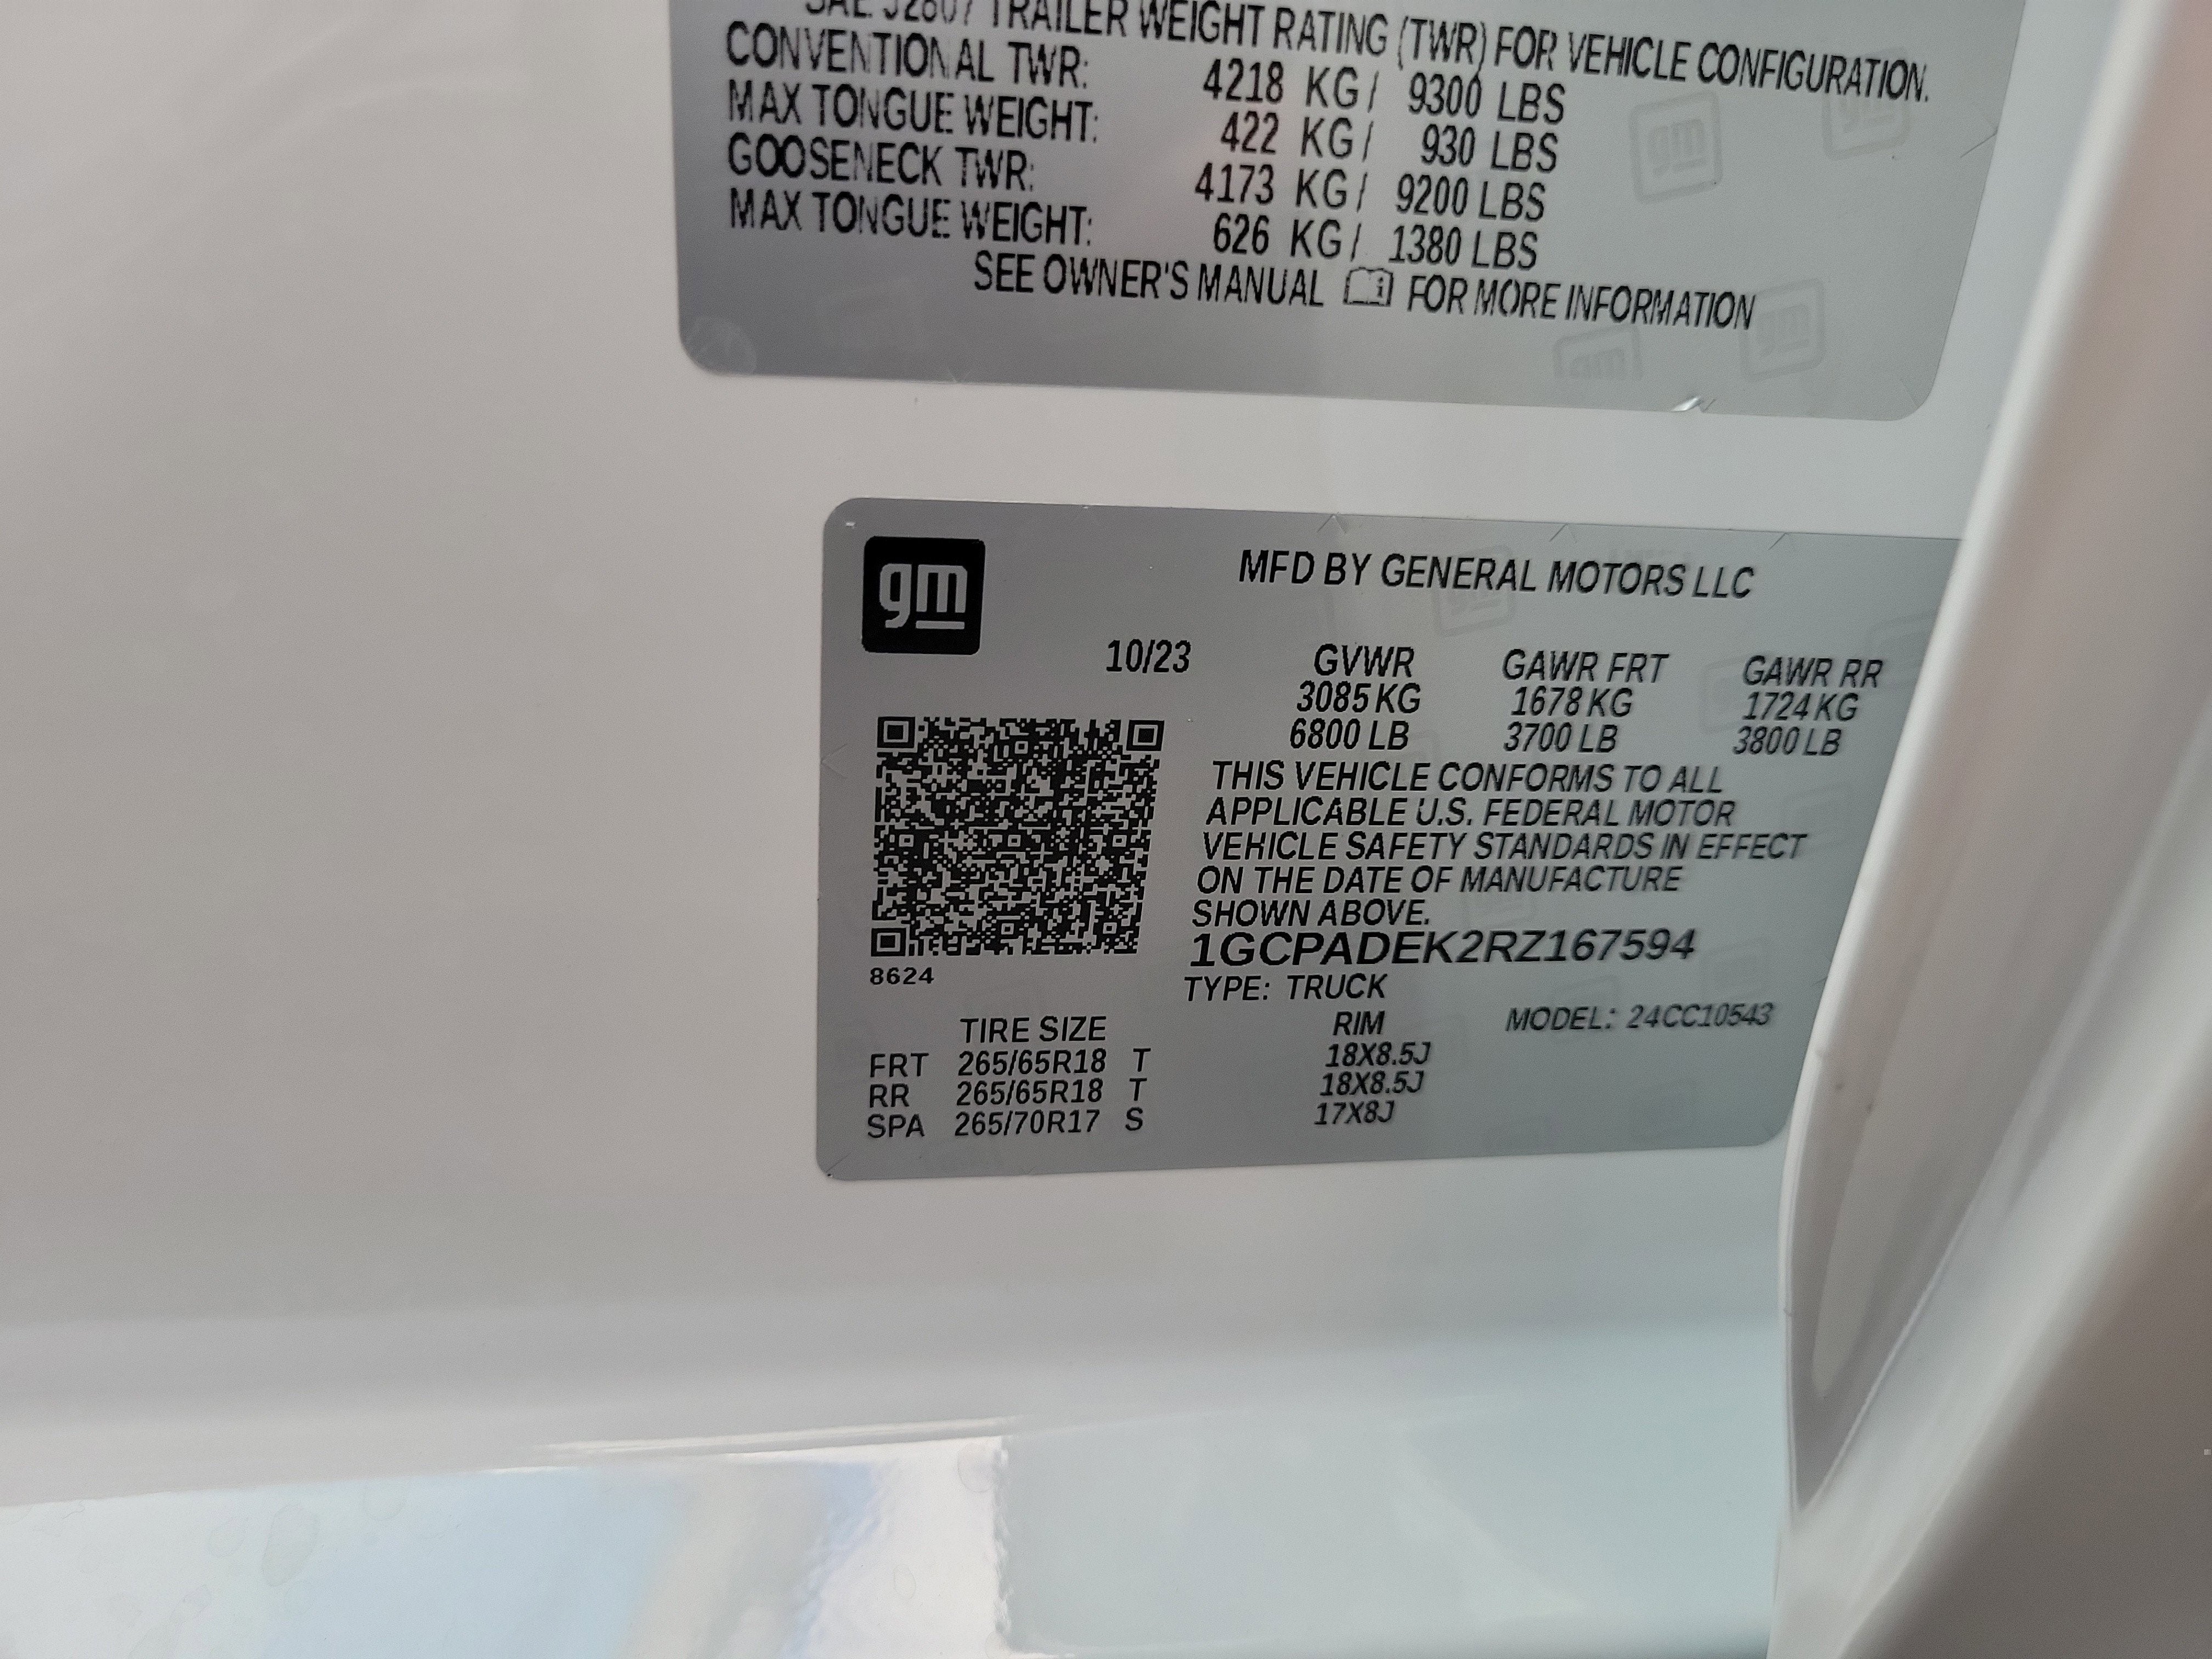 SAE J2807 TRAILER WEIGHT RATING (TWR) FOR VEHICLE CONFIGURATION.
CONVENTIONAL TWR: 4218 KG / 9300 LBS
MAX TONGUE WEIGHT: 422 KG / 930 LBS
GOOSENECK TWR: 4173 KG / 9200 LBS
MAX TONGUE WEIGHT: 626 KG / 1380 LBS
SEE OWNER'S MANUAL FOR MORE INFORMATION
gm
MFD BY GENERAL MOTORS LLC
10/23 GVWR GAWR FRT GAWR RR
3085 KG 1678 KG 1724 KG
6800 LB 3700 LB 3800 LB
THIS VEHICLE CONFORMS TO ALL
APPLICABLE U.S. FEDERAL MOTOR
VEHICLE SAFETY STANDARDS IN EFFECT
ON THE DATE OF MANUFACTURE
SHOWN ABOVE.
1GCPADEK2RZ167594
8624
TYPE: TRUCK
MODEL: 24CC10543
TIRE SIZE RIM
FRT 265/65R18 T 18X8.5J
RR 265/65R18 T 18X8.5J
SPA 265/70R17 S 17X8J